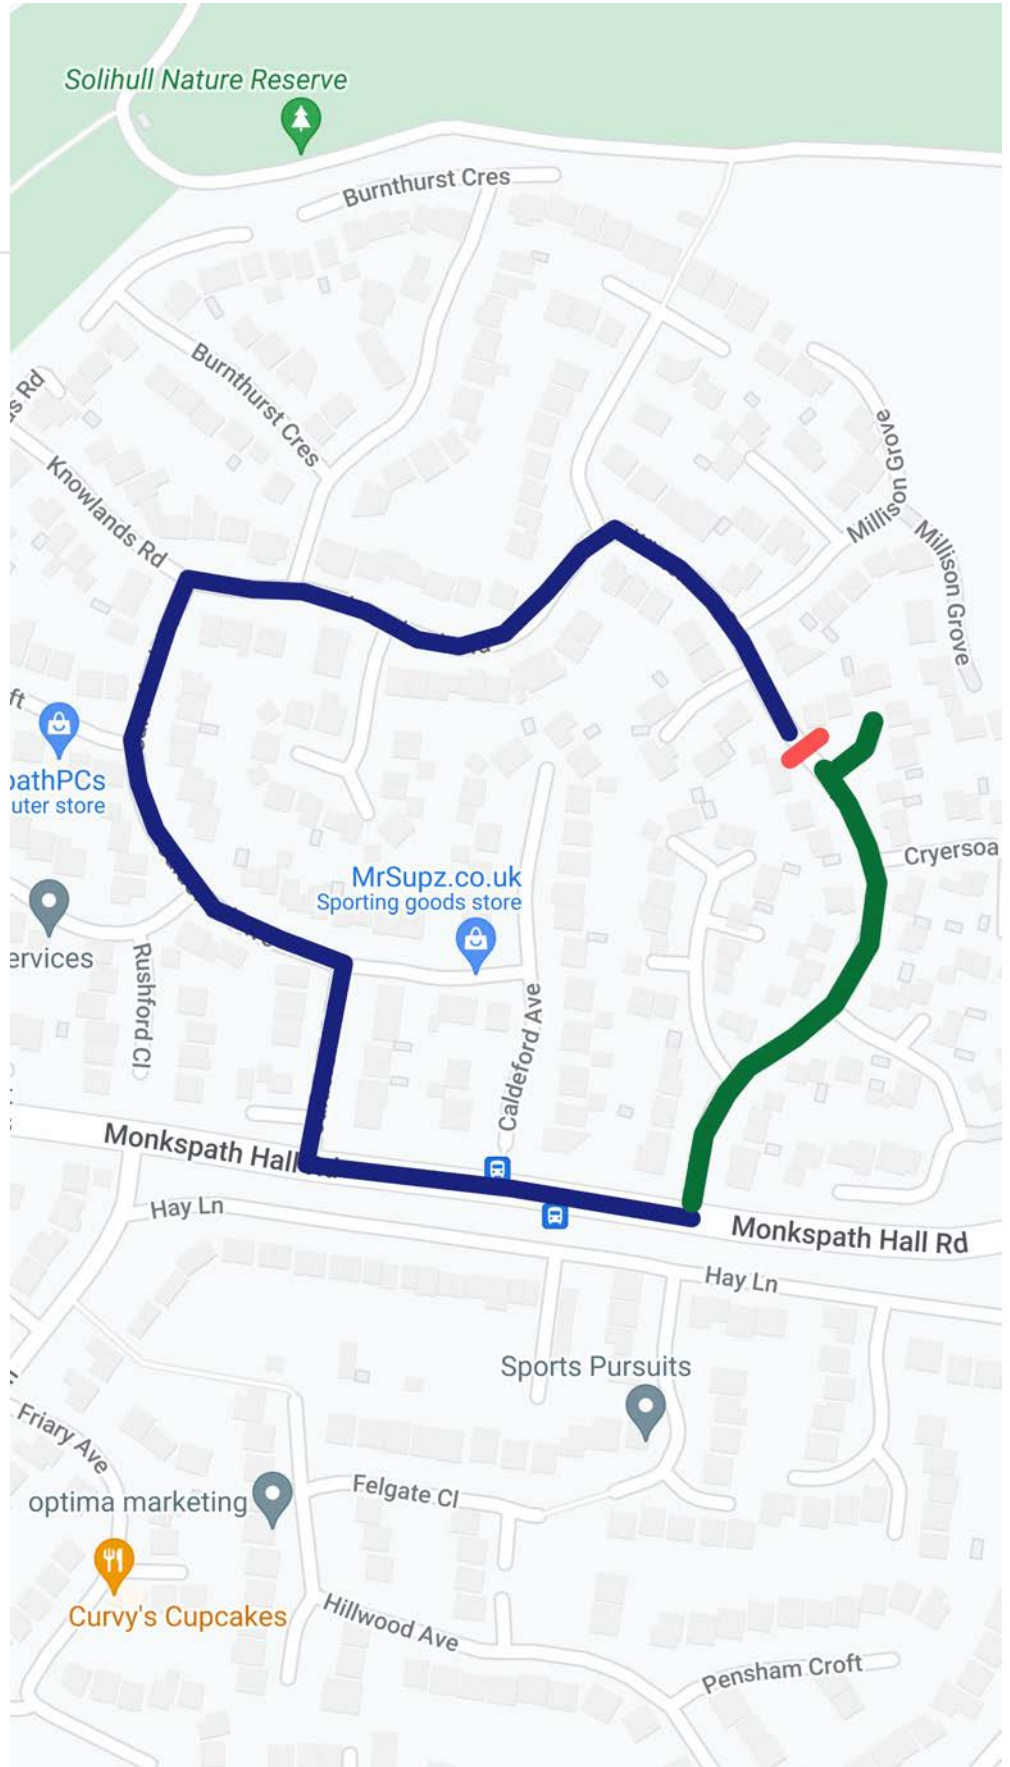 Solihull Nature Reserve
Burnthurst Cres
Burnthurst Cres
s Rd
Knowlands Rd
Millison Grove
Millison Grove
ft
pathPCs
uter store
MrSupz.co.uk
Sporting goods store
Cryersoa
ervices
Rushford Cl
Caldeford Ave
Monkspath Hall
Hay Ln
Monkspath Hall Rd
Hay Ln
Sports Pursuits
Friary Ave
Felgate Cl
optima marketing
Curvy's Cupcakes
Hillwood Ave
Pensham Croft